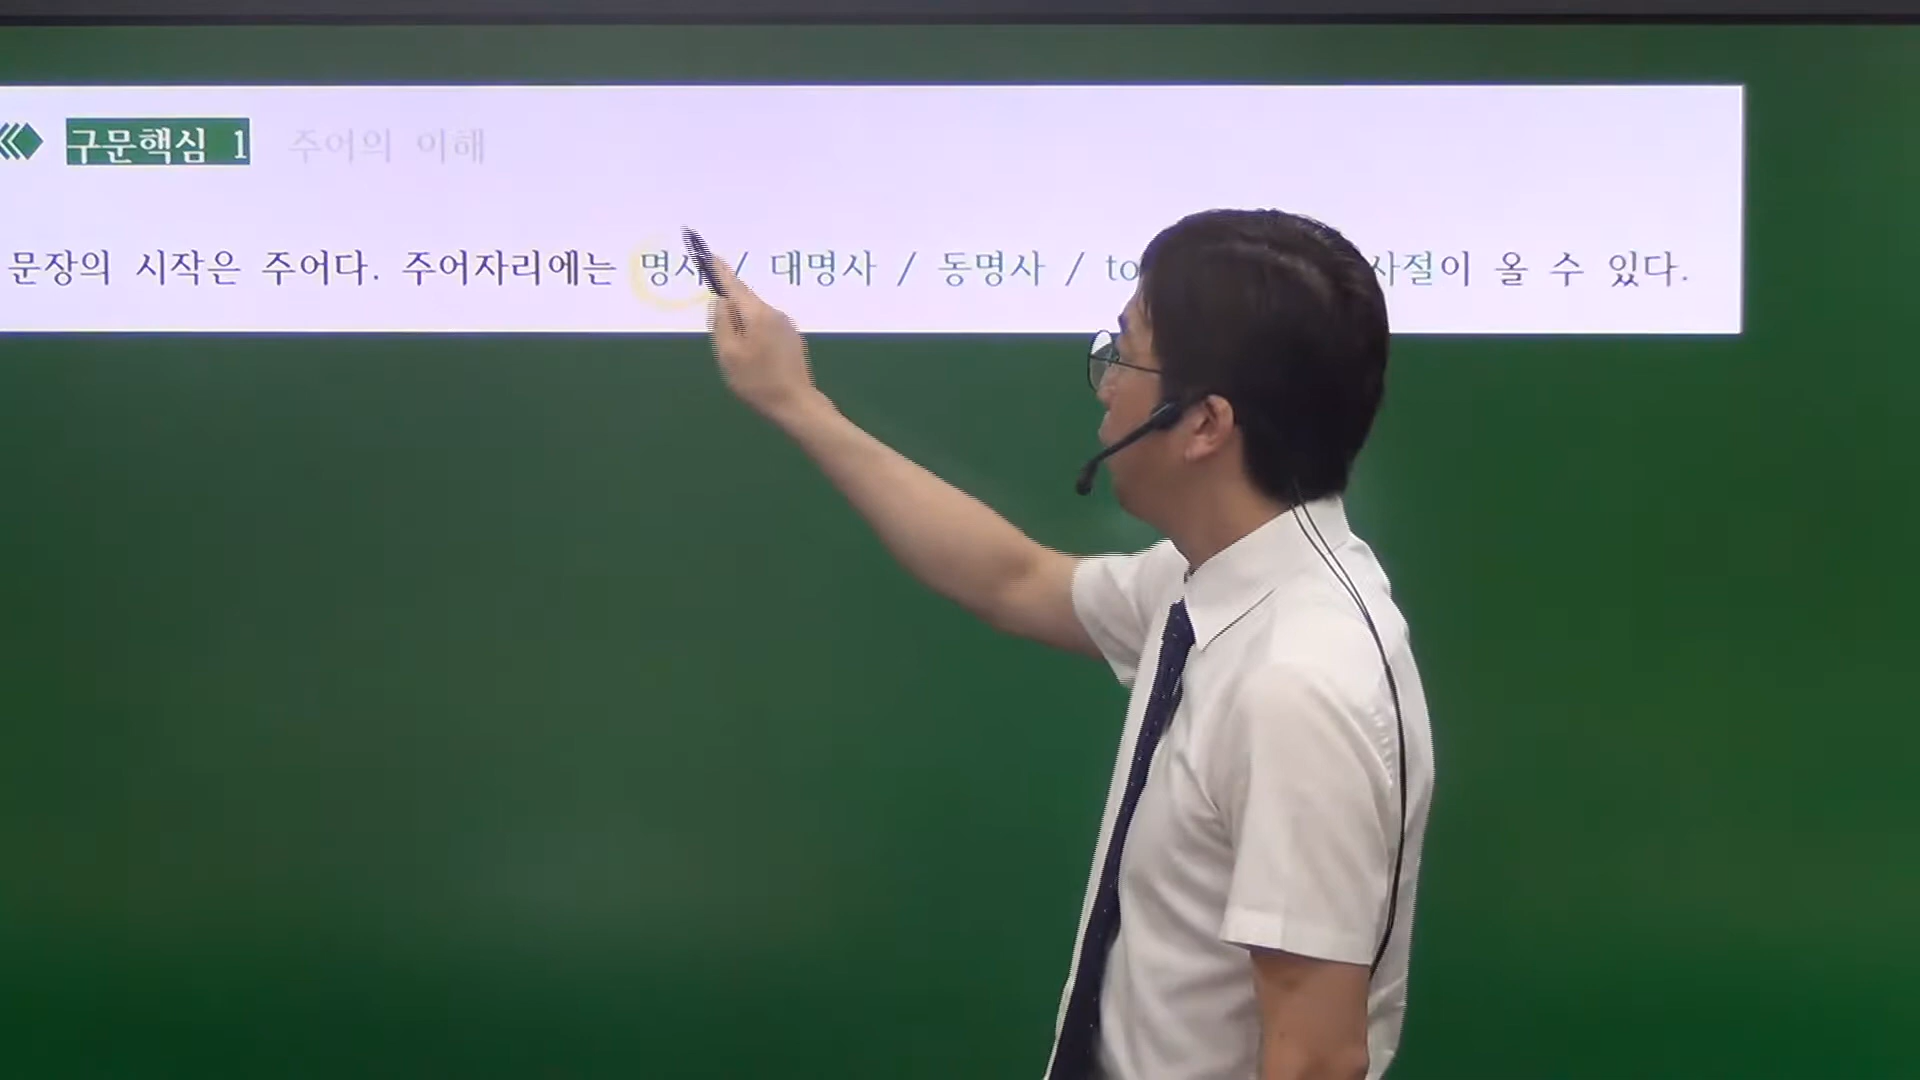 구문핵심 1 주어의 이해
문장의 시작은 주어다. 주어자리에는 명사 / 대명사 / 동명사 / to 사절이 올 수 있다.